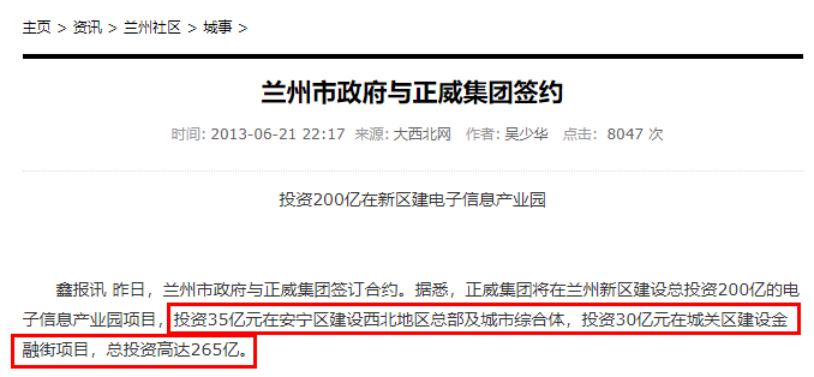 主页 > 资讯 > 兰州社区 > 城事 >
兰州市政府与正威集团签约
时间: 2013-06-21 22:17 来源: 大西北网 作者: 吴少华 点击： 8047 次
投资200亿在新区建电子信息产业园
鑫报讯 昨日，兰州市政府与正威集团签订合约。据悉，正威集团将在兰州新区建设总投资200亿的电
子信息产业园项目，投资35亿元在安宁区建设西北地区总部及城市综合体，投资30亿元在城关区建设金
融街项目，总投资高达265亿。